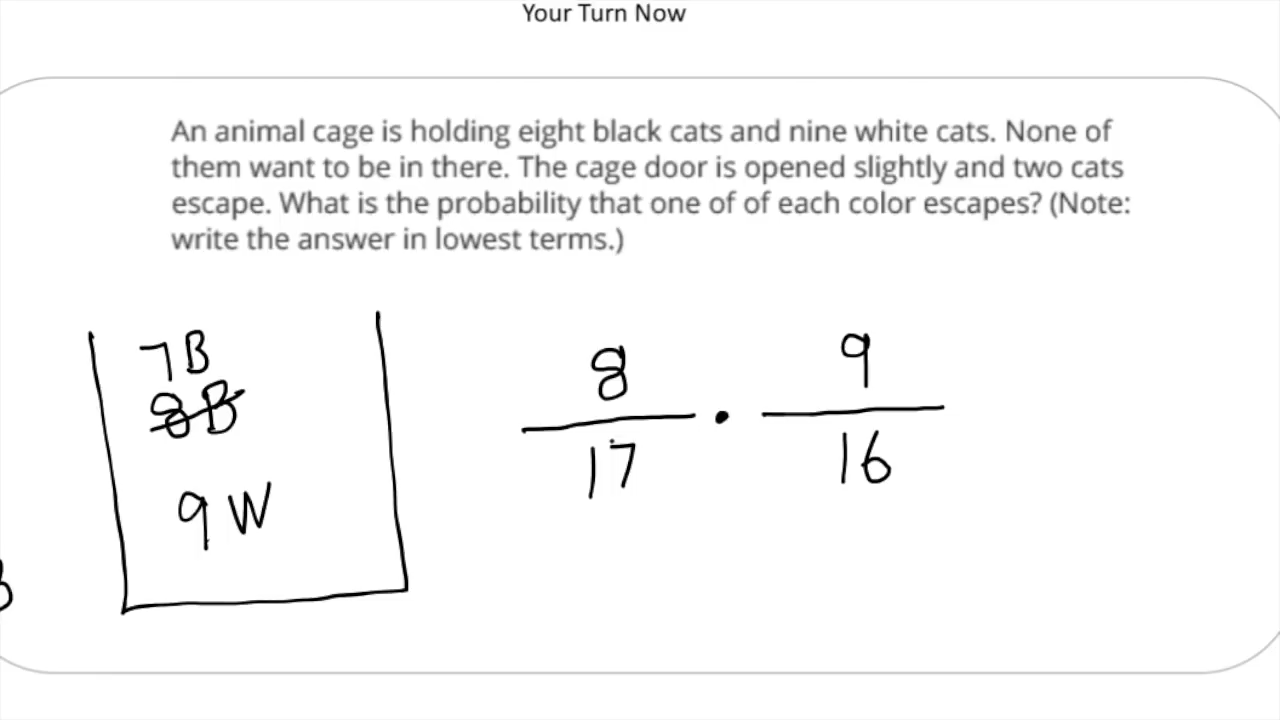 Your Turn Now
An animal cage is holding eight black cats and nine white cats. None of
them want to be in there. The cage door is opened slightly and two cats
escape. What is the probability that one of of each color escapes? (Note:
write the answer in lowest terms.)
7B
8B
9W
8
17
·
9
16